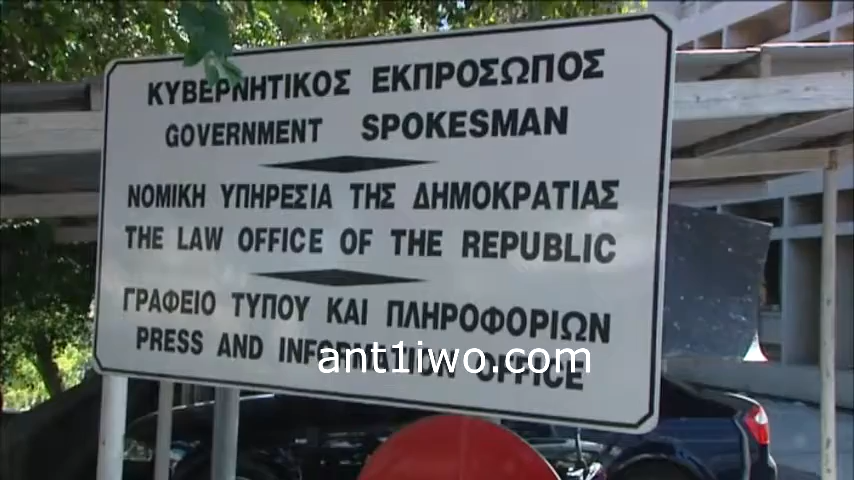 ΚΥΒΕΡΝΗΤΙΚΟΣ ΕΚΠΡΟΣΩΠΟΣ
GOVERNMENT SPOKESMAN
ΝΟΜΙΚΗ ΥΠΗΡΕΣΙΑ ΤΗΣ ΔΗΜΟΚΡΑΤΙΑΣ
THE LAW OFFICE OF THE REPUBLIC
ΓΡΑΦΕΙΟ ΤΥΠΟΥ ΚΑΙ ΠΛΗΡΟΦΟΡΙΩΝ
PRESS AND INFORMATION OFFICE
ant1iwo.com